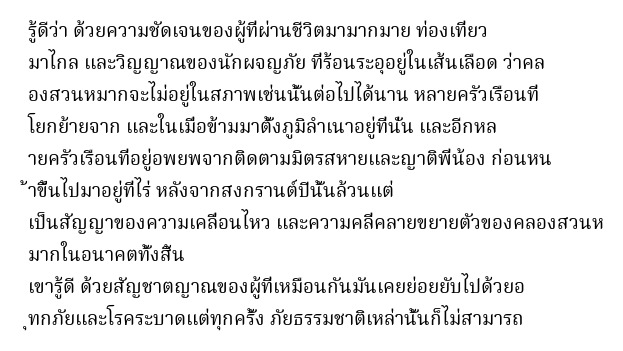 รู้ดีว่า ด้วยความชัดเจนของผู้ที่ผ่านชีวิตมามากมาย ท่องเที่ยว
มาไกล และวิญญาณของนักผจญภัย ที่ร้อนระอุอยู่ในเส้นเลือด ว่าคล
องสวนหมากจะไม่อยู่ในสภาพเช่นนั้นต่อไปได้นาน หลายครัวเรือนที่
โยกย้ายจาก และในเมื่อข้ามมาตั้งภูมิลำเนาอยู่ที่นั่น และอีกหล
ายครัวเรือนที่อยู่อพยพจากติดตามมิตรสหายและญาติพี่น้อง ก่อนหน
้าขึ้นไปมาอยู่ที่ไร่ หลังจากสงกรานต์ปีนั้นล้วนแต่
เป็นสัญญาของความเคลื่อนไหว และความคลี่คลายขยายตัวของคลองสวนห
มากในอนาคตทั้งสิ้น
เขารู้ดี ด้วยสัญชาตญาณของผู้ที่เหมือนกันมันเคยย่อยยับไปด้วยอ
ุทกภัยและโรคระบาดแต่ทุกครั้ง ภัยธรรมชาติเหล่านั้นก็ไม่สามารถ